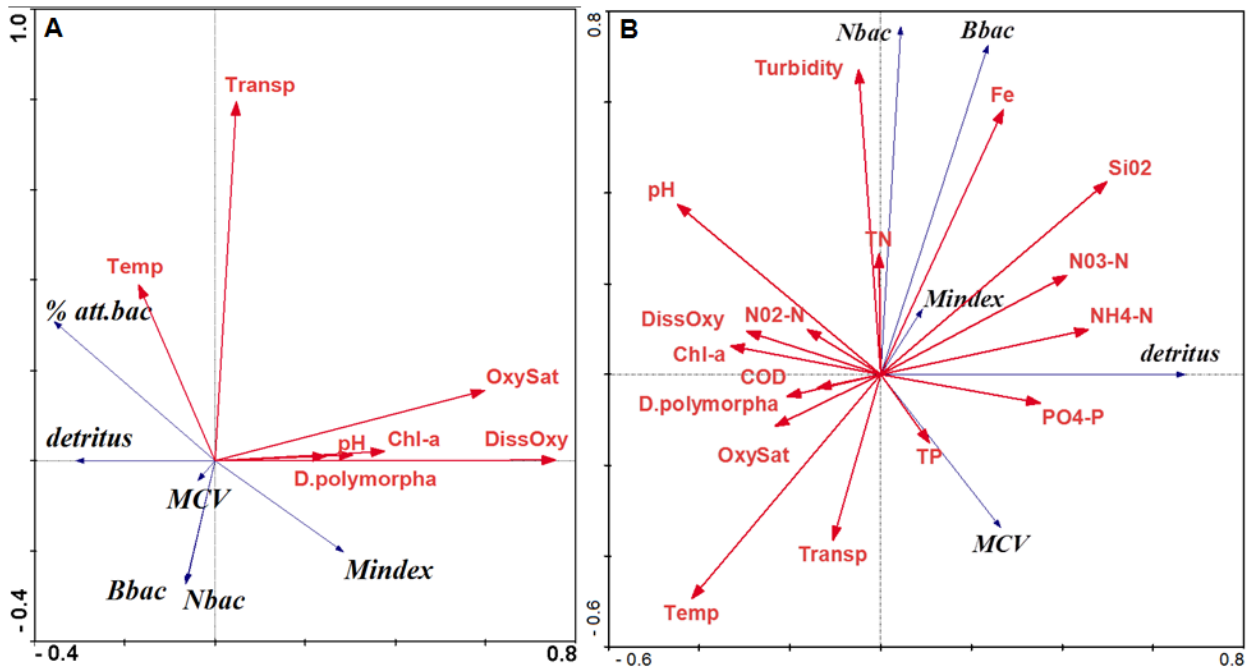 A
1.0
Transp
Temp
% att.bac
OxySat
detritus
pH
Chl-a
DissOxy
D.polymorpha
MCV
Mindex
Bbac
Nbac
- 0.4
- 0.4
0.8
B
0.8
Nbac
Bbac
Turbidity
Fe
Si02
pH
TN
N03-N
Mindex
DissOxy
N02-N
NH4-N
Chl-a
detritus
COD
D.polymorpha
PO4-P
OxySat
TP
Transp
MCV
Temp
- 0.6
- 0.6
0.8